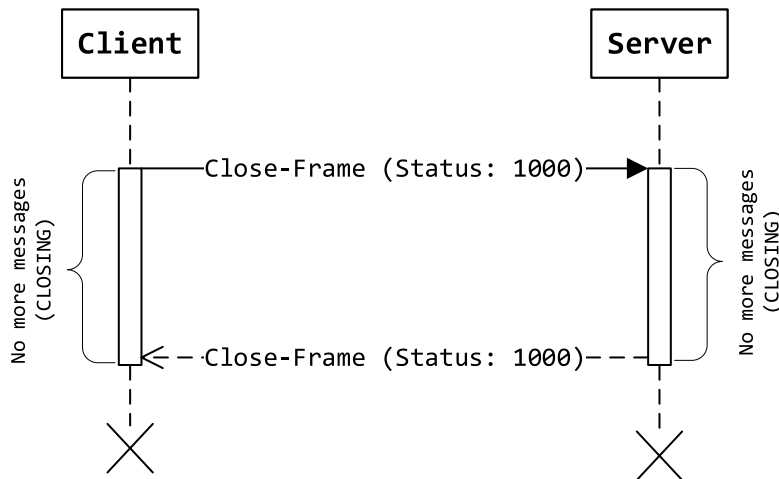 Client
Server
Close-Frame (Status: 1000)
No more messages
(CLOSING)
No more messages
(CLOSING)
Close-Frame (Status: 1000)